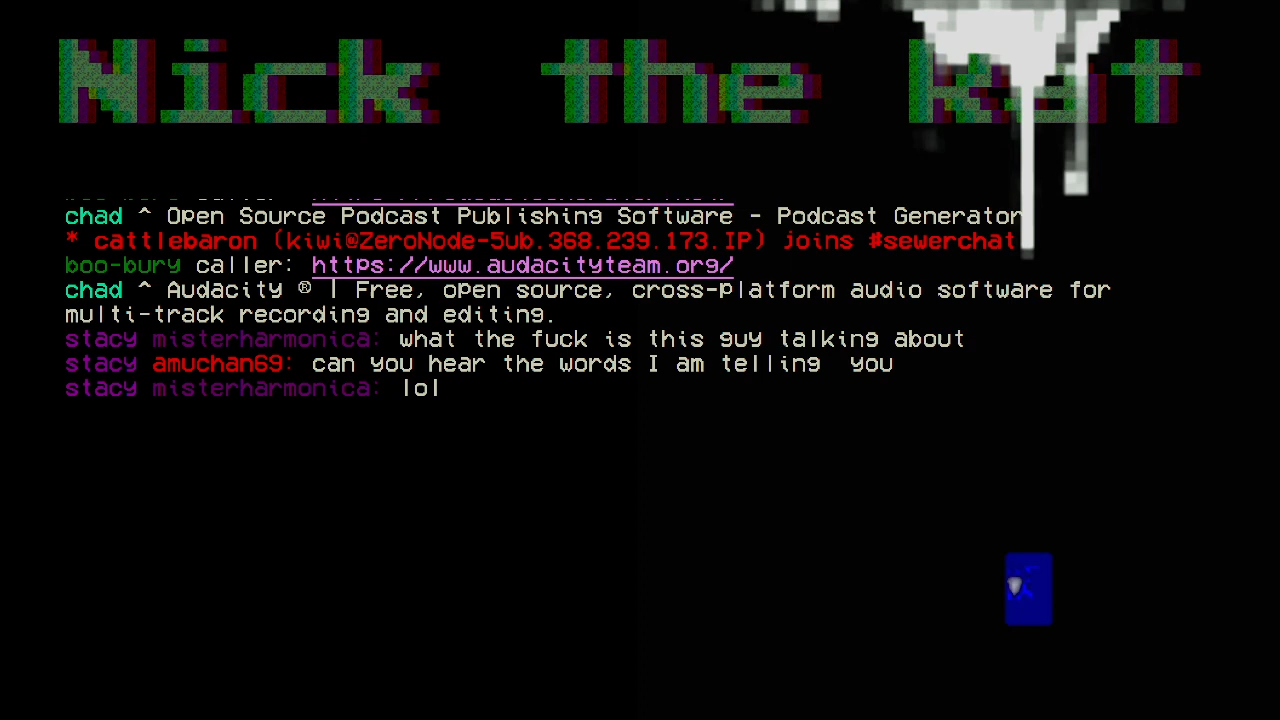 Nick the kat
chad ^ Open Source Podcast Publishing Software - Podcast Generator
* cattlebaron (kiwi@ZeroNode-5ub.368.239.173.IP) joins #sewerchat
boo-bury caller: https://www.audacityteam.org/
chad ^ Audacity ® | Free, open source, cross-platform audio software for
multi-track recording and editing.
stacy misterharmonica: what the fuck is this guy talking about
stacy amuchan69: can you hear the words I am telling  you
stacy misterharmonica: lol